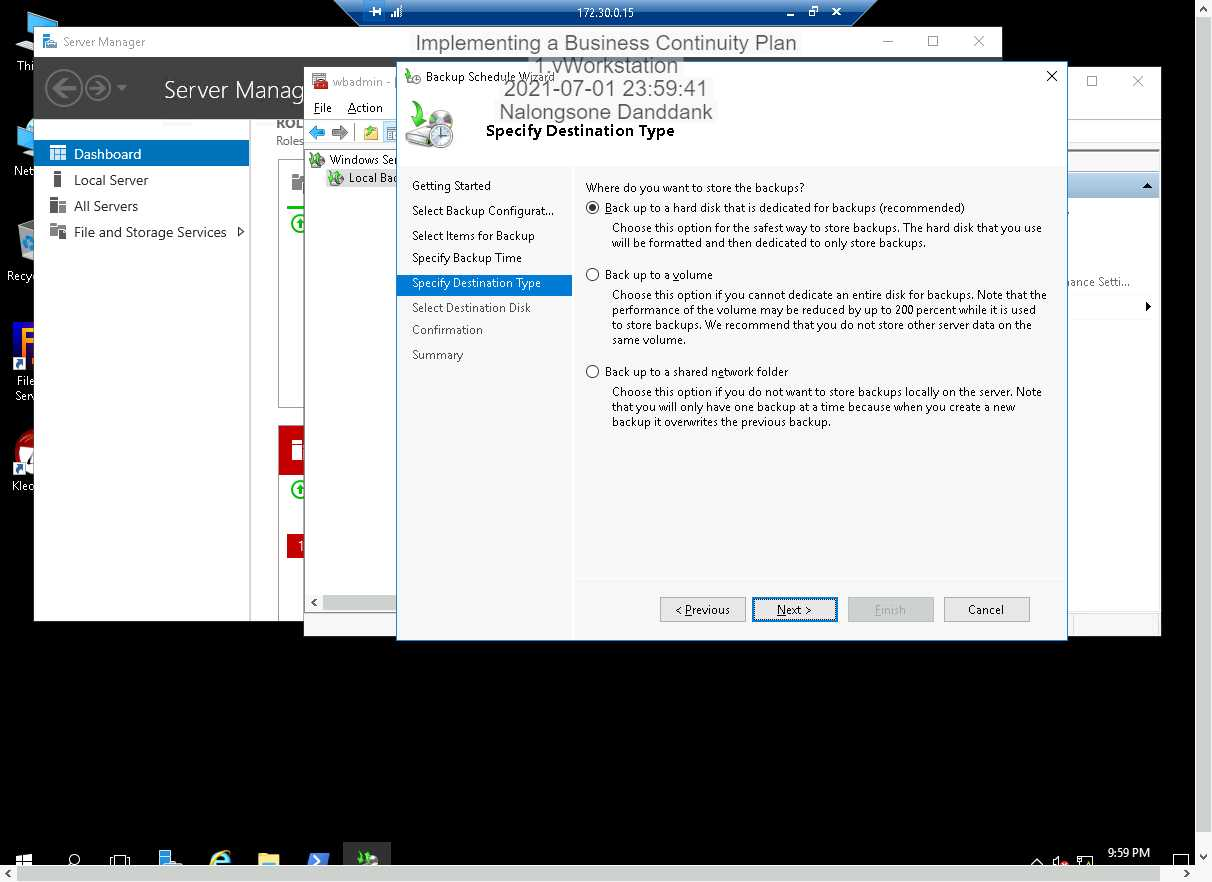 172.30.0.15
Server Manager
Implementing a Business Continuity Plan
1.vWorkstation
2021-07-01 23:59:41
Nalongsone Danddank
Server Manag
wbadmin -
File Action
Backup Schedule Wizard
Specify Destination Type
Dashboard
Local Server
All Servers
File and Storage Services
ROL
Roles
Windows Ser
Local Bac
Getting Started
Select Backup Configurat...
Select Items for Backup
Specify Backup Time
Specify Destination Type
Select Destination Disk
Confirmation
Summary
Where do you want to store the backups?
Back up to a hard disk that is dedicated for backups (recommended)
Choose this option for the safest way to store backups. The hard disk that you use
will be formatted and then dedicated to only store backups.
Back up to a volume
Choose this option if you cannot dedicate an entire disk for backups. Note that the
performance of the volume may be reduced by up to 200 percent while it is used
to store backups. We recommend that you do not store other server data on the
same volume.
Back up to a shared network folder
Choose this option if you do not want to store backups locally on the server. Note
that you will only have one backup at a time because when you create a new
backup it overwrites the previous backup.
< Previous
Next >
Finish
Cancel
ance Setti...
Thi
Net
Recy
File
Serv
Kleo
1
9:59 PM